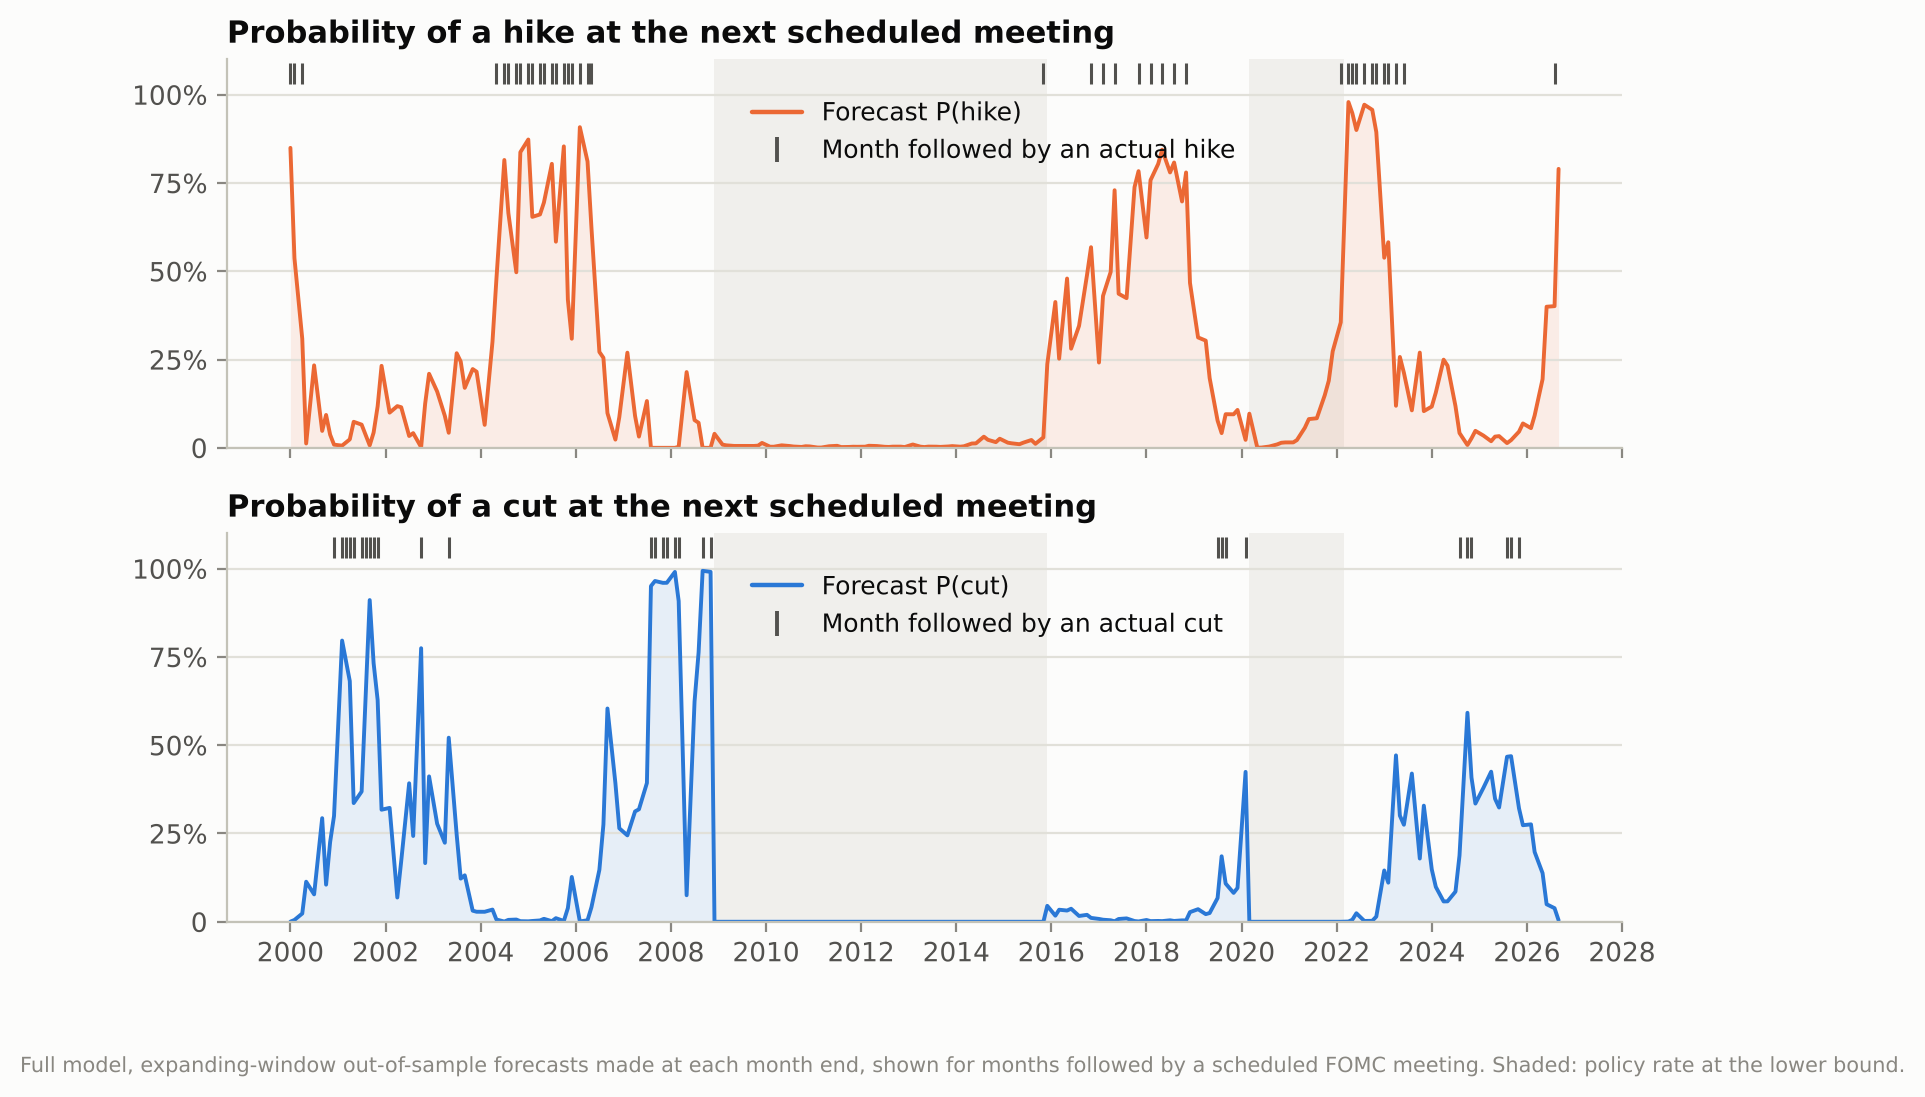 Probability of a hike at the next scheduled meeting
100%
75%
50%
25%
0
Forecast P(hike)
Month followed by an actual hike
Probability of a cut at the next scheduled meeting
100%
75%
50%
25%
0
Forecast P(cut)
Month followed by an actual cut
2000 2002 2004 2006 2008 2010 2012 2014 2016 2018 2020 2022 2024 2026 2028
Full model, expanding-window out-of-sample forecasts made at each month end, shown for months followed by a scheduled FOMC meeting. Shaded: policy rate at the lower bound.